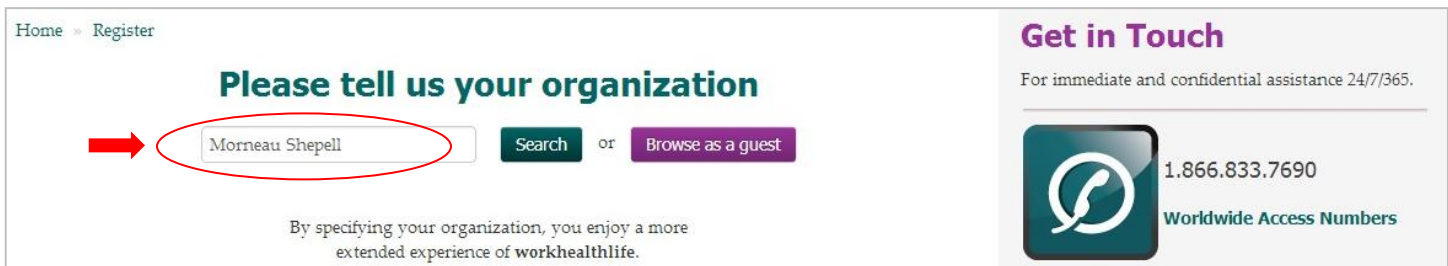 Home » Register
Please tell us your organization
Morneau Shepell
Search or Browse as a guest
By specifying your organization, you enjoy a more
extended experience of workhealthlife.
Get in Touch
For immediate and confidential assistance 24/7/365.
1.866.833.7690
Worldwide Access Numbers